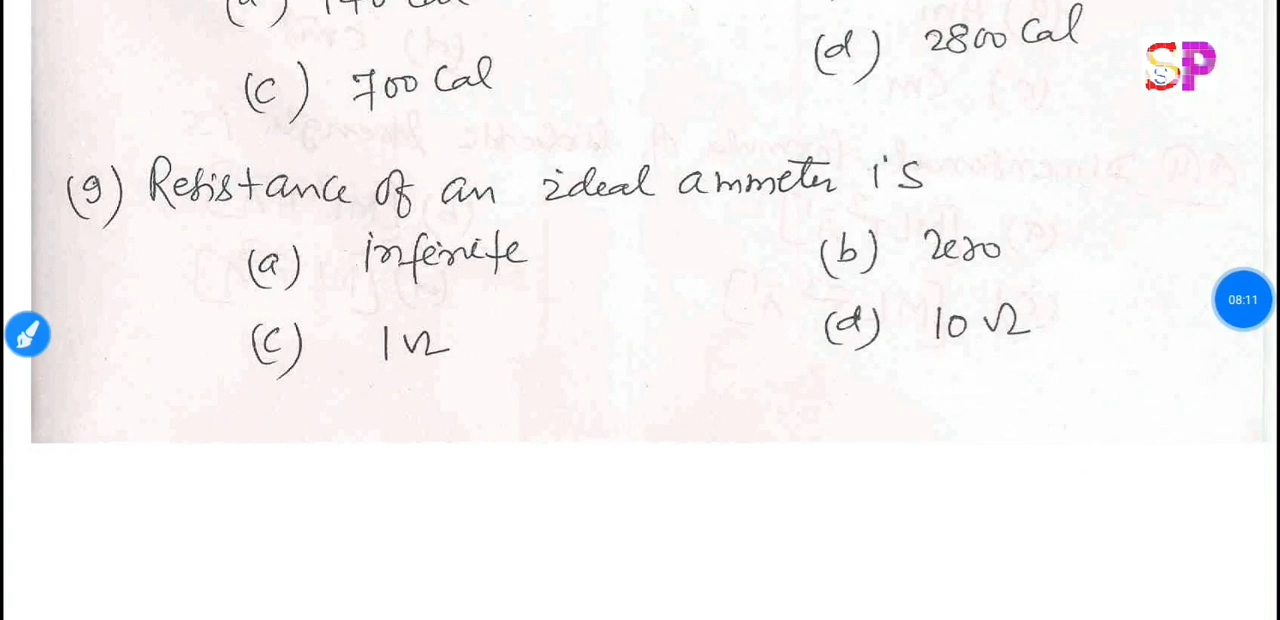 (c) 700 Cal (d) 2800 Cal
SP
S
(9) Resistance of an ideal ammeter is
(a) infinite (b) zero
08:11
(c) 1Ω (d) 10Ω